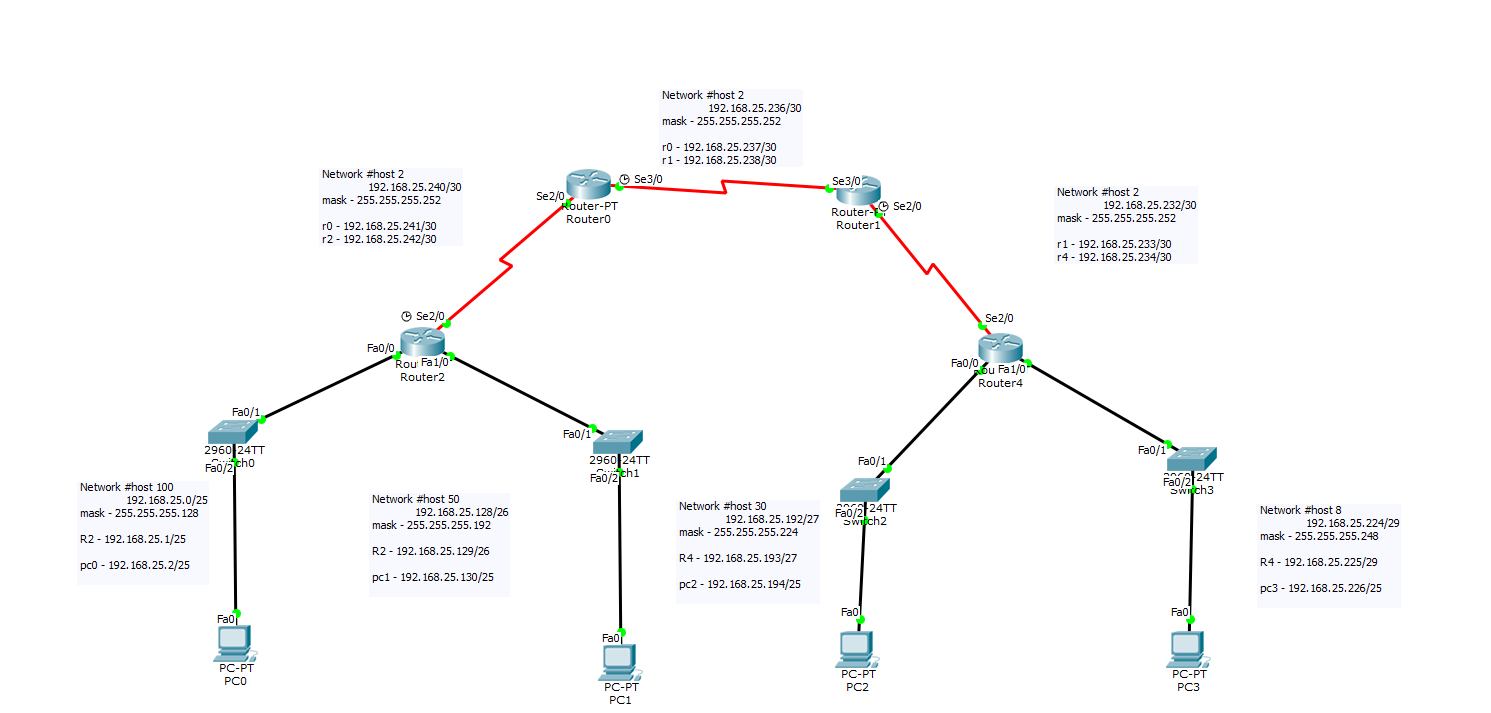 Network #host 2
192.168.25.236/30
mask - 255.255.255.252
r0 - 192.168.25.237/30
r1 - 192.168.25.238/30
Network #host 2
192.168.25.240/30
mask - 255.255.255.252
r0 - 192.168.25.241/30
r2 - 192.168.25.242/30
Se3/0
Se2/0
Router-PT
Router0
Se3/0
Se2/0
Router1
Network #host 2
192.168.25.232/30
mask - 255.255.255.252
r1 - 192.168.25.233/30
r4 - 192.168.25.234/30
Se2/0
Fa0/0
Fa1/0
Router2
Se2/0
Fa0/0
Fa1/0
Router4
Fa0/1
2960-24TT
Fa0/2
Fa0/1
2960-24TT
Fa0/2
Fa0/1
Fa0/2
Switch2
Fa0/1
Fa0/2
Switch3
Network #host 100
192.168.25.0/25
mask - 255.255.255.128
R2 - 192.168.25.1/25
pc0 - 192.168.25.2/25
Network #host 50
192.168.25.128/26
mask - 255.255.255.192
R2 - 192.168.25.129/26
pc1 - 192.168.25.130/25
Network #host 30
192.168.25.192/27
mask - 255.255.255.224
R4 - 192.168.25.193/27
pc2 - 192.168.25.194/25
Network #host 8
192.168.25.224/29
mask - 255.255.255.248
R4 - 192.168.25.225/29
pc3 - 192.168.25.226/25
Fa0
PC-PT
PC0
Fa0
PC-PT
PC1
Fa0
PC-PT
PC2
Fa0
PC-PT
PC3